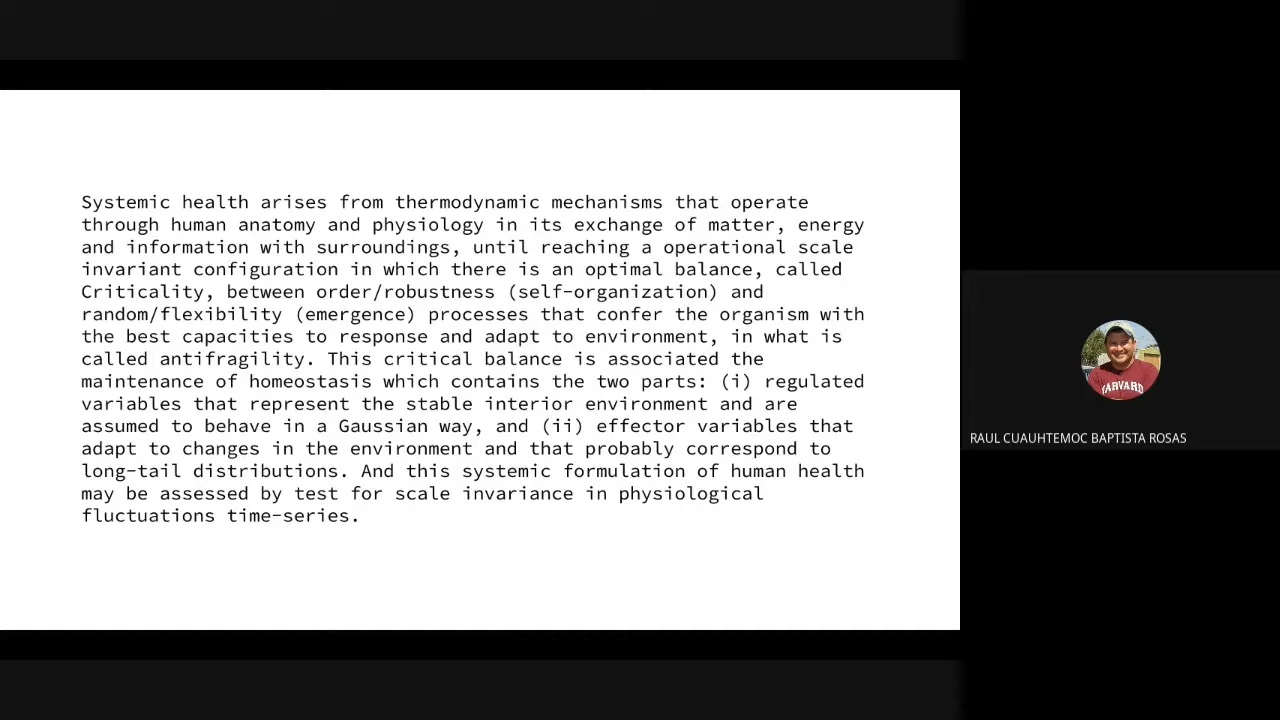 Systemic health arises from thermodynamic mechanisms that operate
through human anatomy and physiology in its exchange of matter, energy
and information with surroundings, until reaching a operational scale
invariant configuration in which there is an optimal balance, called
Criticality, between order/robustness (self-organization) and
random/flexibility (emergence) processes that confer the organism with
the best capacities to response and adapt to environment, in what is
called antifragility. This critical balance is associated the
maintenance of homeostasis which contains the two parts: (i) regulated
variables that represent the stable interior environment and are
assumed to behave in a Gaussian way, and (ii) effector variables that
adapt to changes in the environment and that probably correspond to
long-tail distributions. And this systemic formulation of human health
may be assessed by test for scale invariance in physiological
fluctuations time-series.
HARVARD
RAUL CUAUHTEMOC BAPTISTA ROSAS